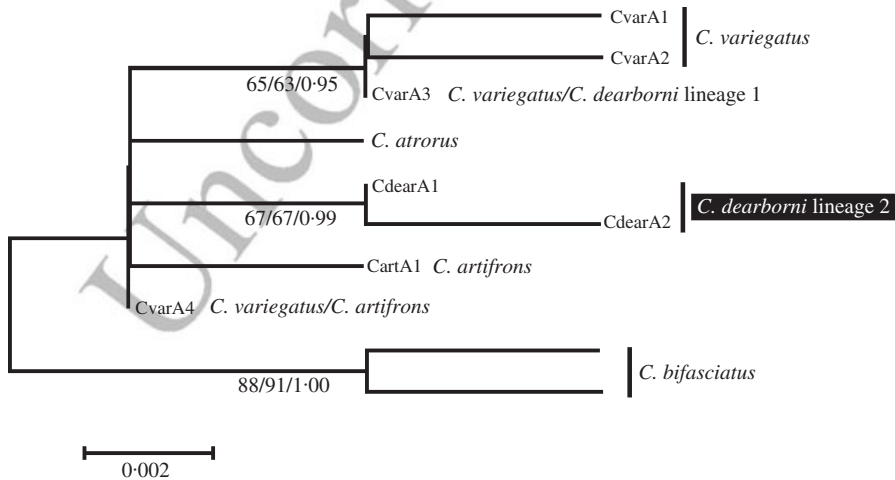 CvarA1
C. variegatus
CvarA2
65/63/0·95
CvarA3 C. variegatus/C. dearborni lineage 1
C. atrorus
CdearA1
67/67/0·99
CdearA2
C. dearborni lineage 2
CartA1 C. artifrons
CvarA4 C. variegatus/C. artifrons
88/91/1·00
C. bifasciatus
0·002
Uncorr